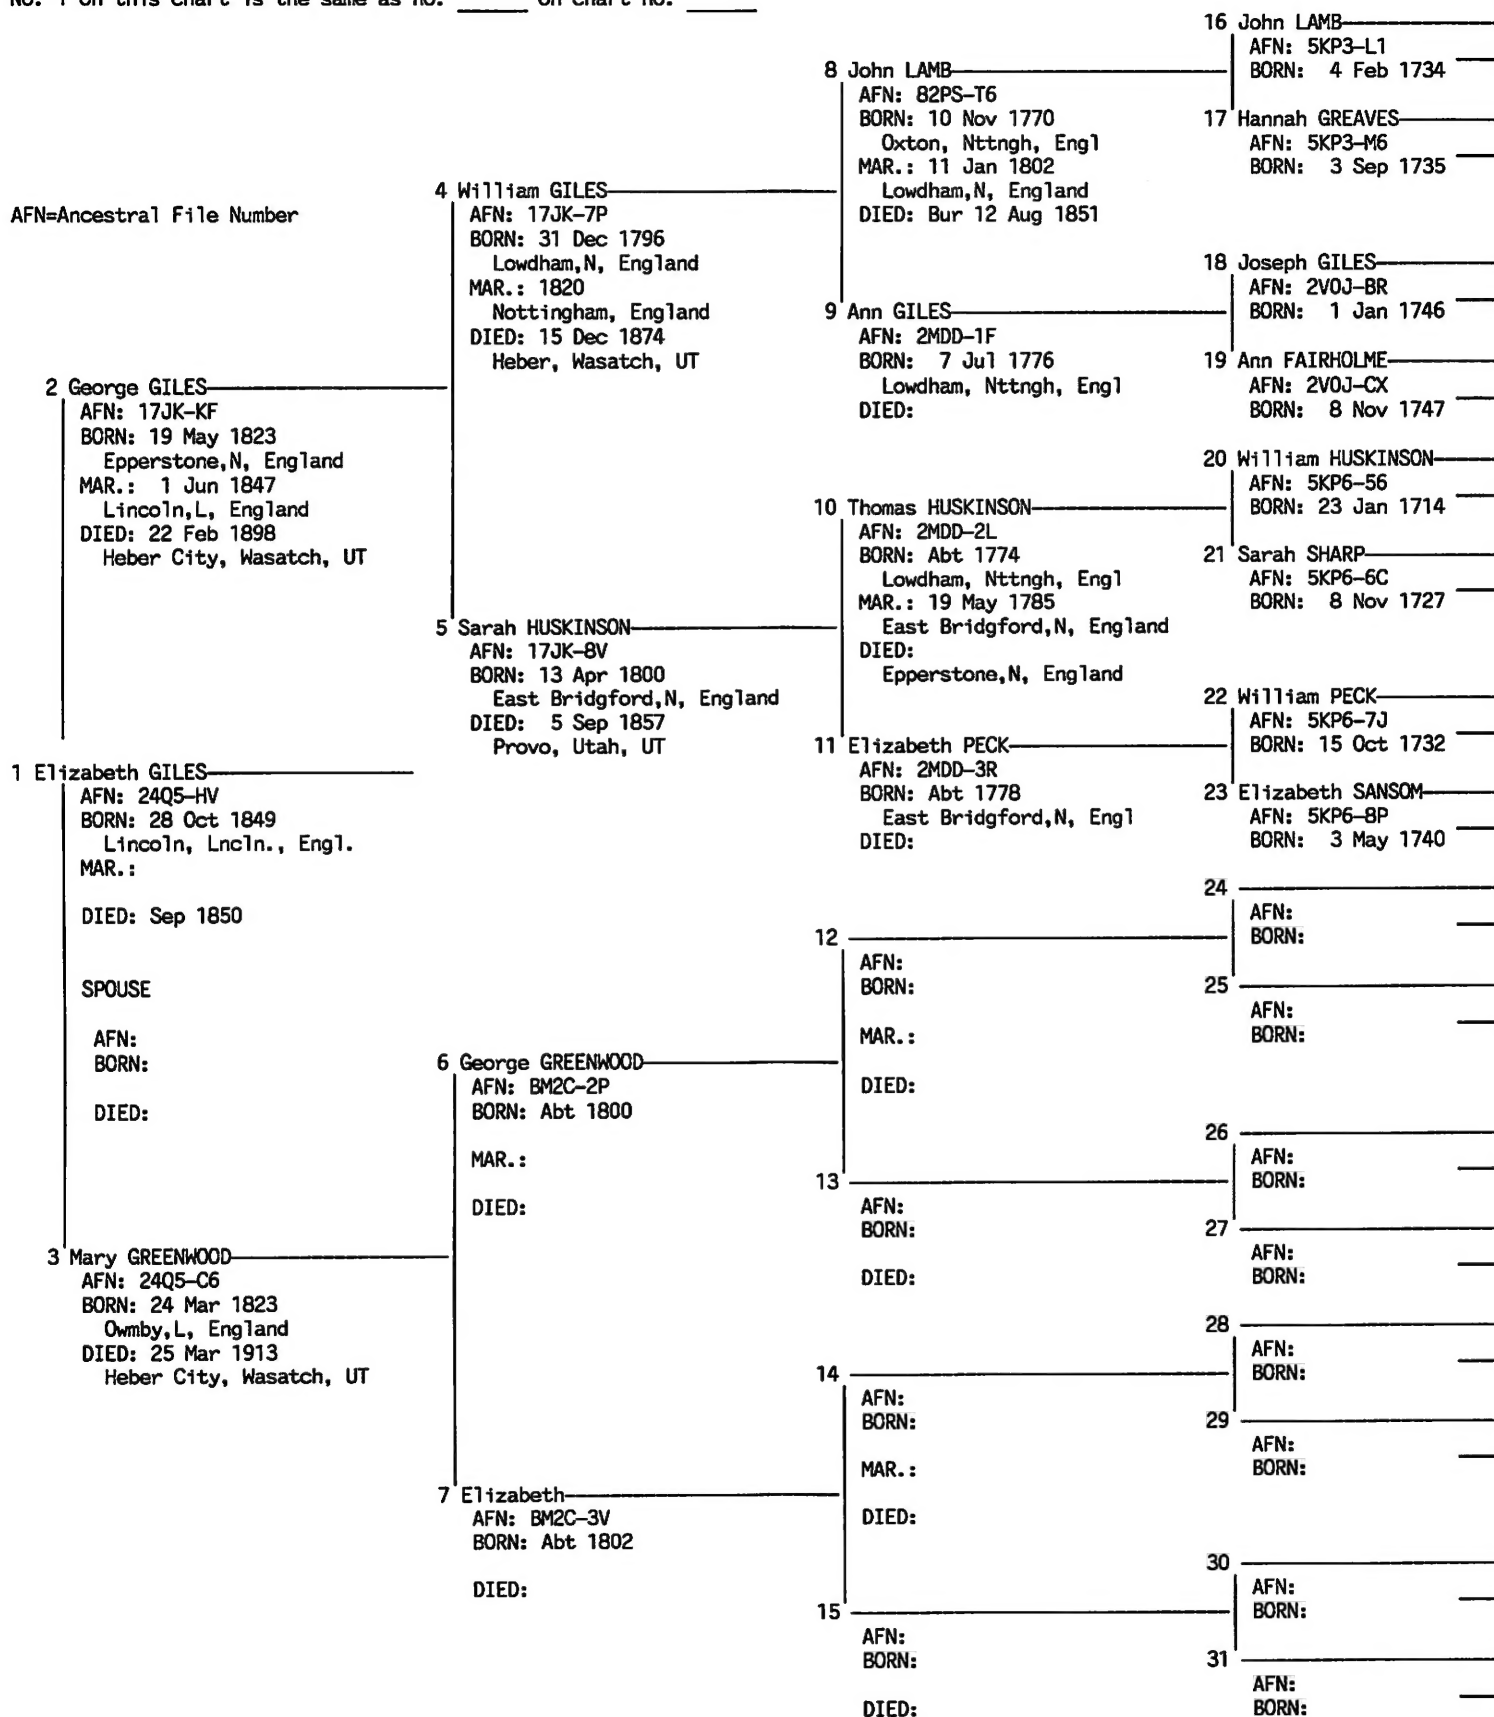 No. 1 on this chart is the same as no. ______ on chart no. ______
16 John LAMB
AFN: 5KP3-L1
BORN: 4 Feb 1734
8 John LAMB
AFN: 82PS-T6
BORN: 10 Nov 1770
Oxton, Nttngh, Engl
MAR.: 11 Jan 1802
Lowdham,N, England
DIED: Bur 12 Aug 1851
17 Hannah GREAVES
AFN: 5KP3-M6
BORN: 3 Sep 1735
4 William GILES
AFN: 17JK-7P
BORN: 31 Dec 1796
Lowdham,N, England
MAR.: 1820
Nottingham, England
DIED: 15 Dec 1874
Heber, Wasatch, UT
AFN=Ancestral File Number
18 Joseph GILES
AFN: 2V0J-BR
BORN: 1 Jan 1746
9 Ann GILES
AFN: 2MDD-1F
BORN: 7 Jul 1776
Lowdham, Nttngh, Engl
DIED:
19 Ann FAIRHOLME
AFN: 2V0J-CX
BORN: 8 Nov 1747
2 George GILES
AFN: 17JK-KF
BORN: 19 May 1823
Epperstone,N, England
MAR.: 1 Jun 1847
Lincoln,L, England
DIED: 22 Feb 1898
Heber City, Wasatch, UT
20 William HUSKINSON
AFN: 5KP6-56
BORN: 23 Jan 1714
10 Thomas HUSKINSON
AFN: 2MDD-2L
BORN: Abt 1774
Lowdham, Nttngh, Engl
MAR.: 19 May 1785
East Bridgford,N, England
DIED:
Epperstone,N, England
21 Sarah SHARP
AFN: 5KP6-6C
BORN: 8 Nov 1727
5 Sarah HUSKINSON
AFN: 17JK-8V
BORN: 13 Apr 1800
East Bridgford,N, England
DIED: 5 Sep 1857
Provo, Utah, UT
22 William PECK
AFN: 5KP6-7J
BORN: 15 Oct 1732
11 Elizabeth PECK
AFN: 2MDD-3R
BORN: Abt 1778
East Bridgford,N, Engl
DIED:
23 Elizabeth SANSOM
AFN: 5KP6-8P
BORN: 3 May 1740
1 Elizabeth GILES
AFN: 24Q5-HV
BORN: 28 Oct 1849
Lincoln, Lncln., Engl.
MAR.:
DIED: Sep 1850
SPOUSE
AFN:
BORN:
DIED:
24
AFN:
BORN:
12
AFN:
BORN:
MAR.:
DIED:
25
AFN:
BORN:
6 George GREENWOOD
AFN: BM2C-2P
BORN: Abt 1800
MAR.:
DIED:
26
AFN:
BORN:
13
AFN:
BORN:
DIED:
27
AFN:
BORN:
3 Mary GREENWOOD
AFN: 24Q5-C6
BORN: 24 Mar 1823
Owmby,L, England
DIED: 25 Mar 1913
Heber City, Wasatch, UT
28
AFN:
BORN:
14
AFN:
BORN:
MAR.:
DIED:
29
AFN:
BORN:
7 Elizabeth
AFN: BM2C-3V
BORN: Abt 1802
DIED:
30
AFN:
BORN:
15
AFN:
BORN:
DIED:
31
AFN:
BORN: